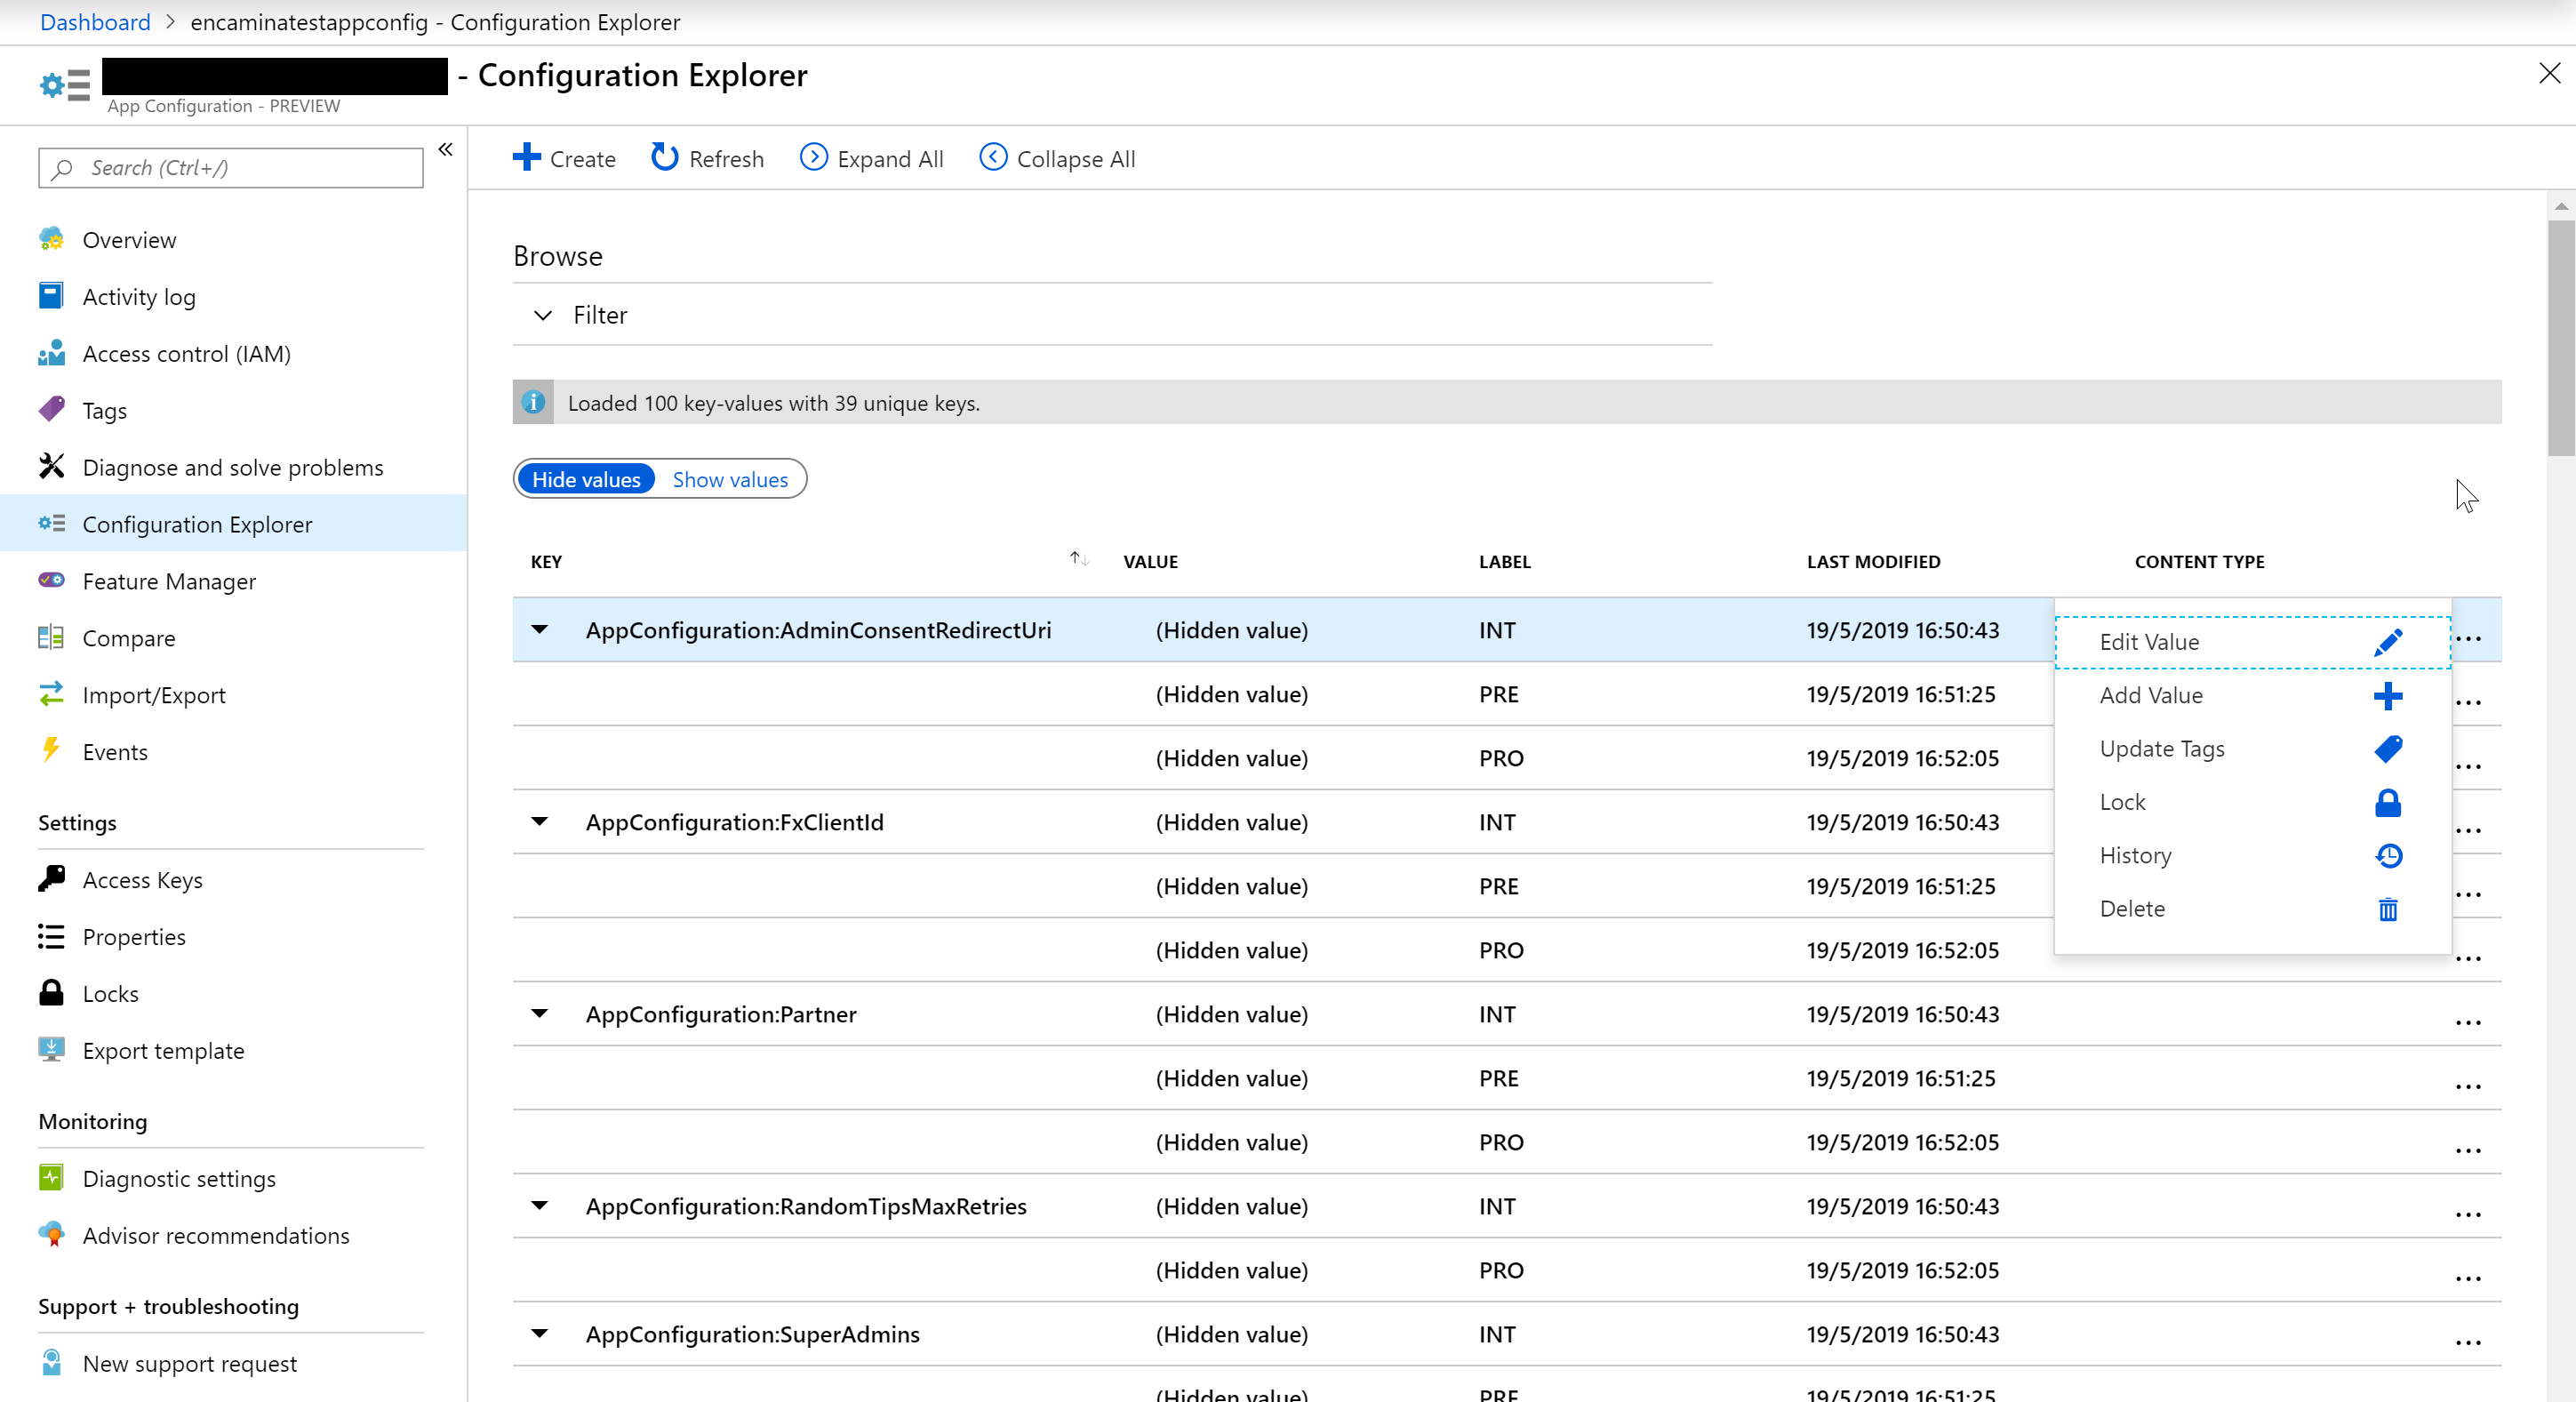 Dashboard > encaminatestappconfig - Configuration Explorer
- Configuration Explorer
App Configuration - PREVIEW
Search (Ctrl+/)
«
Overview
Activity log
Access control (IAM)
Tags
Diagnose and solve problems
Configuration Explorer
Feature Manager
Compare
Import/Export
Events
Settings
Access Keys
Properties
Locks
Export template
Monitoring
Diagnostic settings
Advisor recommendations
Support + troubleshooting
New support request
Create Refresh Expand All Collapse All
Browse
Filter
Loaded 100 key-values with 39 unique keys.
Hide values Show values
KEY VALUE LABEL LAST MODIFIED CONTENT TYPE
AppConfiguration:AdminConsentRedirectUri (Hidden value) INT 19/5/2019 16:50:43 ...
(Hidden value) PRE 19/5/2019 16:51:25 ...
(Hidden value) PRO 19/5/2019 16:52:05 ...
AppConfiguration:FxClientId (Hidden value) INT 19/5/2019 16:50:43 ...
(Hidden value) PRE 19/5/2019 16:51:25 ...
(Hidden value) PRO 19/5/2019 16:52:05 ...
AppConfiguration:Partner (Hidden value) INT 19/5/2019 16:50:43 ...
(Hidden value) PRE 19/5/2019 16:51:25 ...
(Hidden value) PRO 19/5/2019 16:52:05 ...
AppConfiguration:RandomTipsMaxRetries (Hidden value) INT 19/5/2019 16:50:43 ...
(Hidden value) PRO 19/5/2019 16:52:05 ...
AppConfiguration:SuperAdmins (Hidden value) INT 19/5/2019 16:50:43 ...
(Hidden value) PRE 19/5/2019 16:51:25
Edit Value
Add Value
Update Tags
Lock
History
Delete